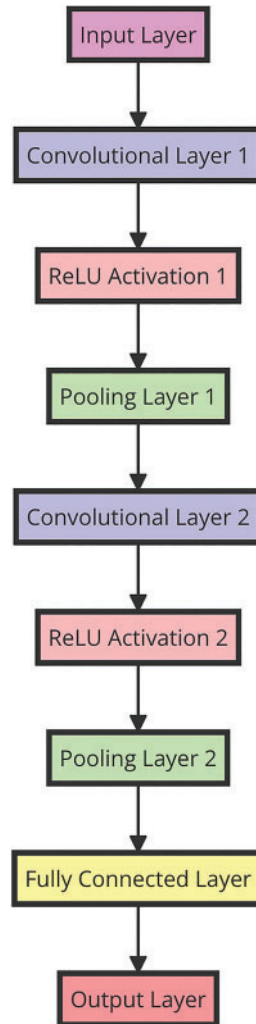 Input Layer
Convolutional Layer 1
ReLU Activation 1
Pooling Layer 1
Convolutional Layer 2
ReLU Activation 2
Pooling Layer 2
Fully Connected Layer
Output Layer